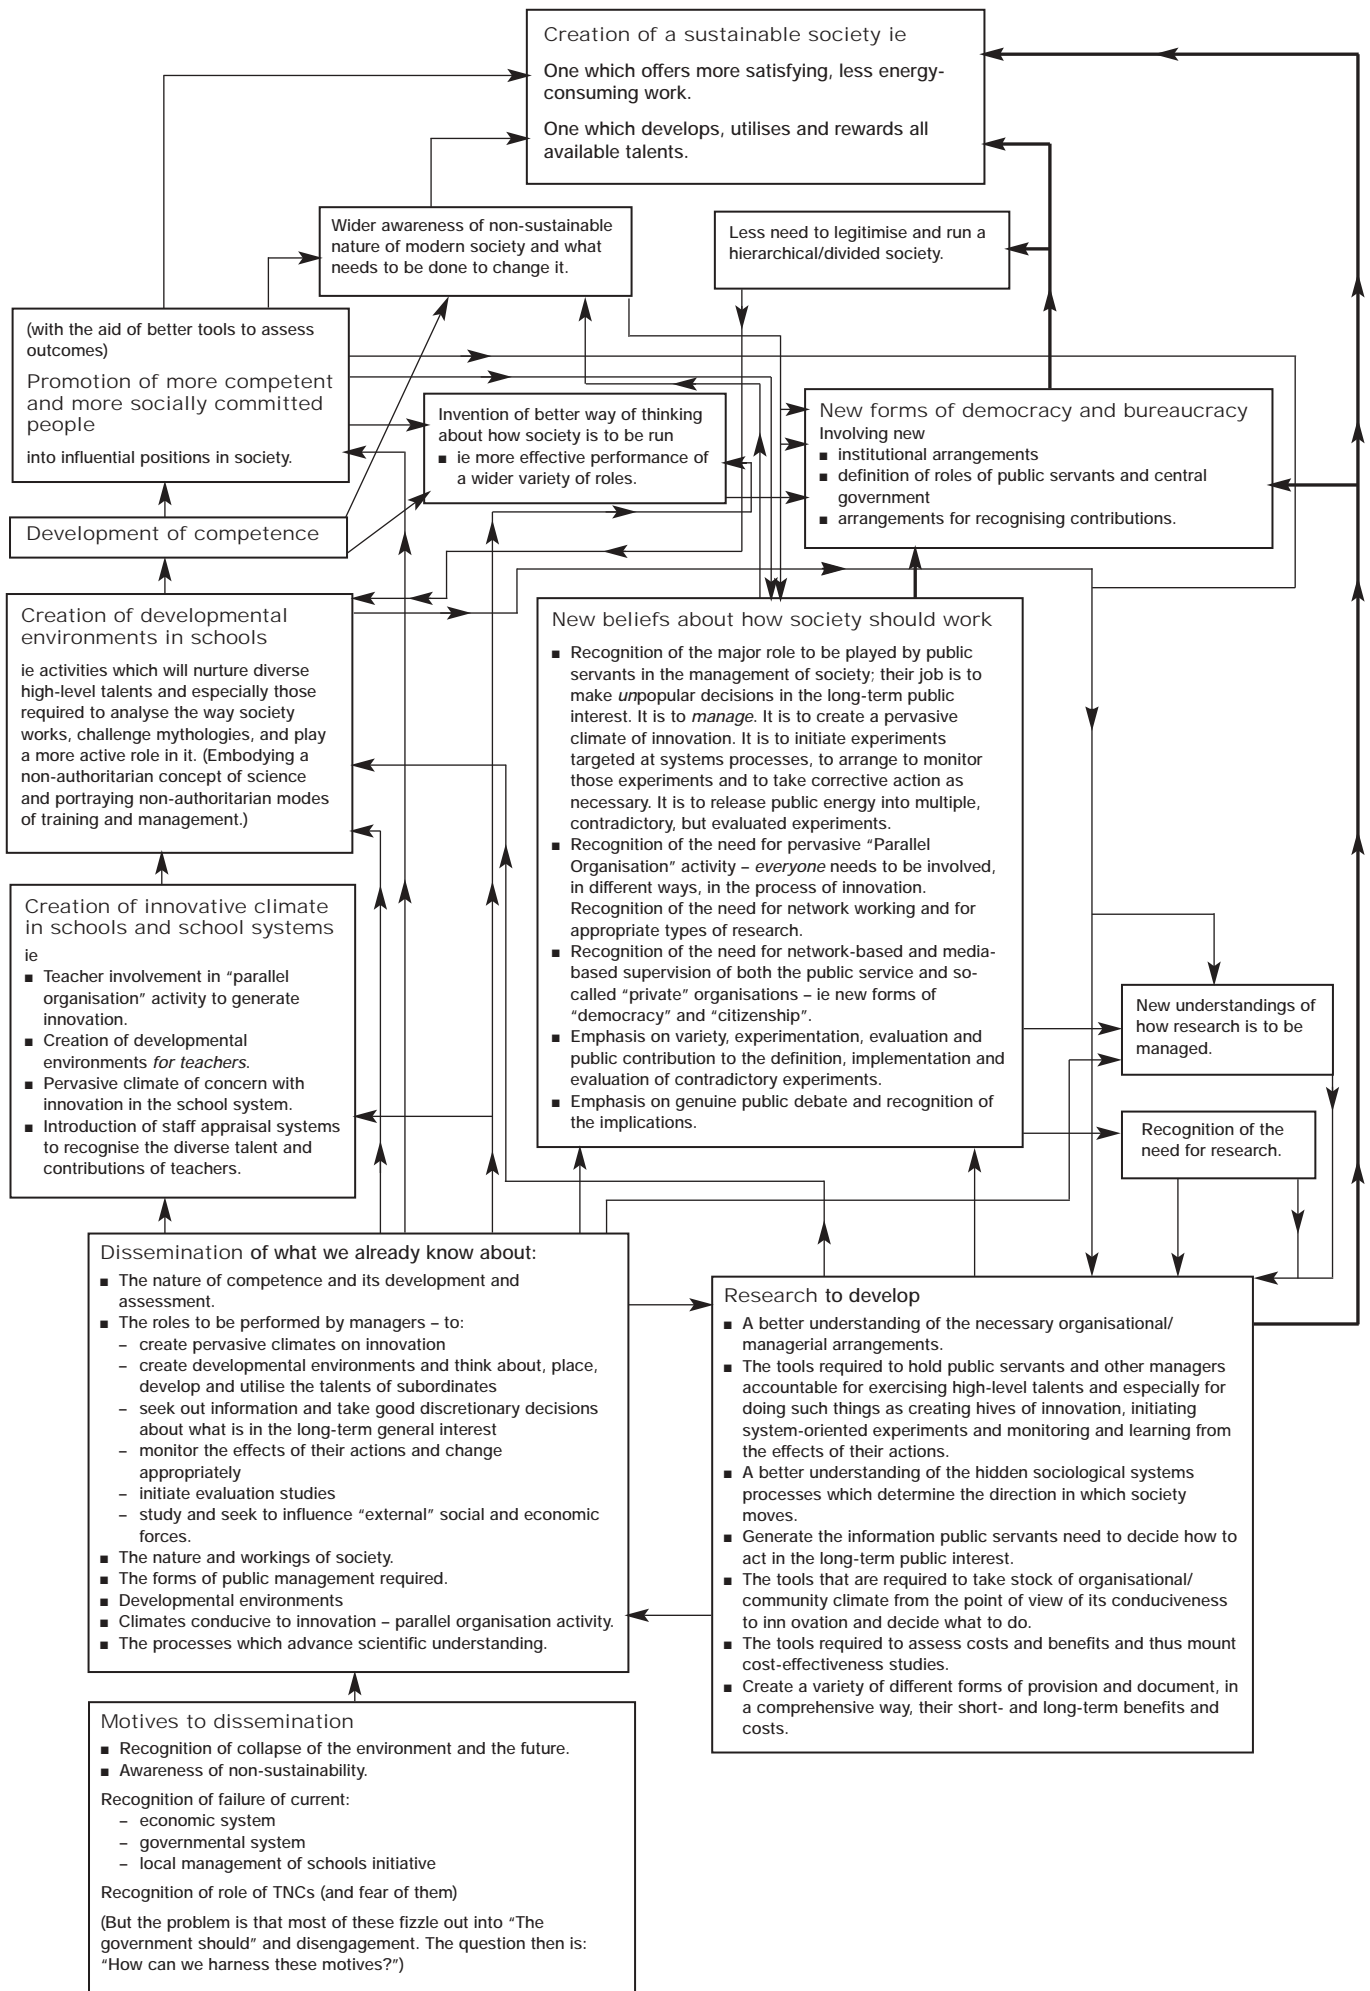 Creation of a sustainable society ie
One which offers more satisfying, less energy-
consuming work.
One which develops, utilises and rewards all
available talents.
Wider awareness of non-sustainable
nature of modern society and what
needs to be done to change it.
Less need to legitimise and run a
hierarchical/divided society.
(with the aid of better tools to assess
outcomes)
Promotion of more competent
and more socially committed
people
into influential positions in society.
Invention of better way of thinking
about how society is to be run
■ ie more effective performance of
a wider variety of roles.
New forms of democracy and bureaucracy
Involving new
■ institutional arrangements
■ definition of roles of public servants and central
government
■ arrangements for recognising contributions.
Development of competence
Creation of developmental
environments in schools
ie activities which will nurture diverse
high-level talents and especially those
required to analyse the way society
works, challenge mythologies, and play
a more active role in it. (Embodying a
non-authoritarian concept of science
and portraying non-authoritarian modes
of training and management.)
New beliefs about how society should work
■ Recognition of the major role to be played by public
servants in the management of society; their job is to
make unpopular decisions in the long-term public
interest. It is to manage. It is to create a pervasive
climate of innovation. It is to initiate experiments
targeted at systems processes, to arrange to monitor
those experiments and to take corrective action as
necessary. It is to release public energy into multiple,
contradictory, but evaluated experiments.
■ Recognition of the need for pervasive “Parallel
Organisation” activity – everyone needs to be involved,
in different ways, in the process of innovation.
Recognition of the need for network working and for
appropriate types of research.
■ Recognition of the need for network-based and media-
based supervision of both the public service and so-
called “private” organisations – ie new forms of
“democracy” and “citizenship”.
■ Emphasis on variety, experimentation, evaluation and
public contribution to the definition, implementation and
evaluation of contradictory experiments.
■ Emphasis on genuine public debate and recognition of
the implications.
Creation of innovative climate
in schools and school systems
ie
■ Teacher involvement in “parallel
organisation” activity to generate
innovation.
■ Creation of developmental
environments for teachers.
■ Pervasive climate of concern with
innovation in the school system.
■ Introduction of staff appraisal systems
to recognise the diverse talent and
contributions of teachers.
New understandings of
how research is to be
managed.
Recognition of the
need for research.
Dissemination of what we already know about:
■ The nature of competence and its development and
assessment.
■ The roles to be performed by managers – to:
– create pervasive climates on innovation
– create developmental environments and think about, place,
develop and utilise the talents of subordinates
– seek out information and take good discretionary decisions
about what is in the long-term general interest
– monitor the effects of their actions and change
appropriately
– initiate evaluation studies
– study and seek to influence “external” social and economic
forces.
■ The nature and workings of society.
■ The forms of public management required.
■ Developmental environments
■ Climates conducive to innovation – parallel organisation activity.
■ The processes which advance scientific understanding.
Research to develop
■ A better understanding of the necessary organisational/
managerial arrangements.
■ The tools required to hold public servants and other managers
accountable for exercising high-level talents and especially for
doing such things as creating hives of innovation, initiating
system-oriented experiments and monitoring and learning from
the effects of their actions.
■ A better understanding of the hidden sociological systems
processes which determine the direction in which society
moves.
■ Generate the information public servants need to decide how to
act in the long-term public interest.
■ The tools that are required to take stock of organisational/
community climate from the point of view of its conduciveness
to inn ovation and decide what to do.
■ The tools required to assess costs and benefits and thus mount
cost-effectiveness studies.
■ Create a variety of different forms of provision and document, in
a comprehensive way, their short- and long-term benefits and
costs.
Motives to dissemination
■ Recognition of collapse of the environment and the future.
■ Awareness of non-sustainability.
Recognition of failure of current:
– economic system
– governmental system
– local management of schools initiative
Recognition of role of TNCs (and fear of them)
(But the problem is that most of these fizzle out into “The
government should” and disengagement. The question then is:
“How can we harness these motives?”)